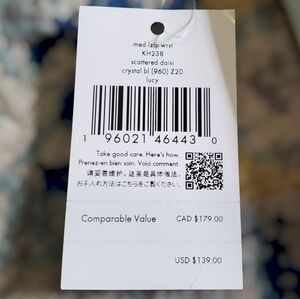 med lzip wrst
KH238
scattered daisi
crystal bl (960) Z20
lucy
1 96021 46443 0
Take good care. Here's how.
Prenez-en bien soin. Void comment.
请妥善维护。这里是具体做法。
お手入れ方法はこちらをご覧ください。
Comparable Value CAD $179.00
USD $139.00